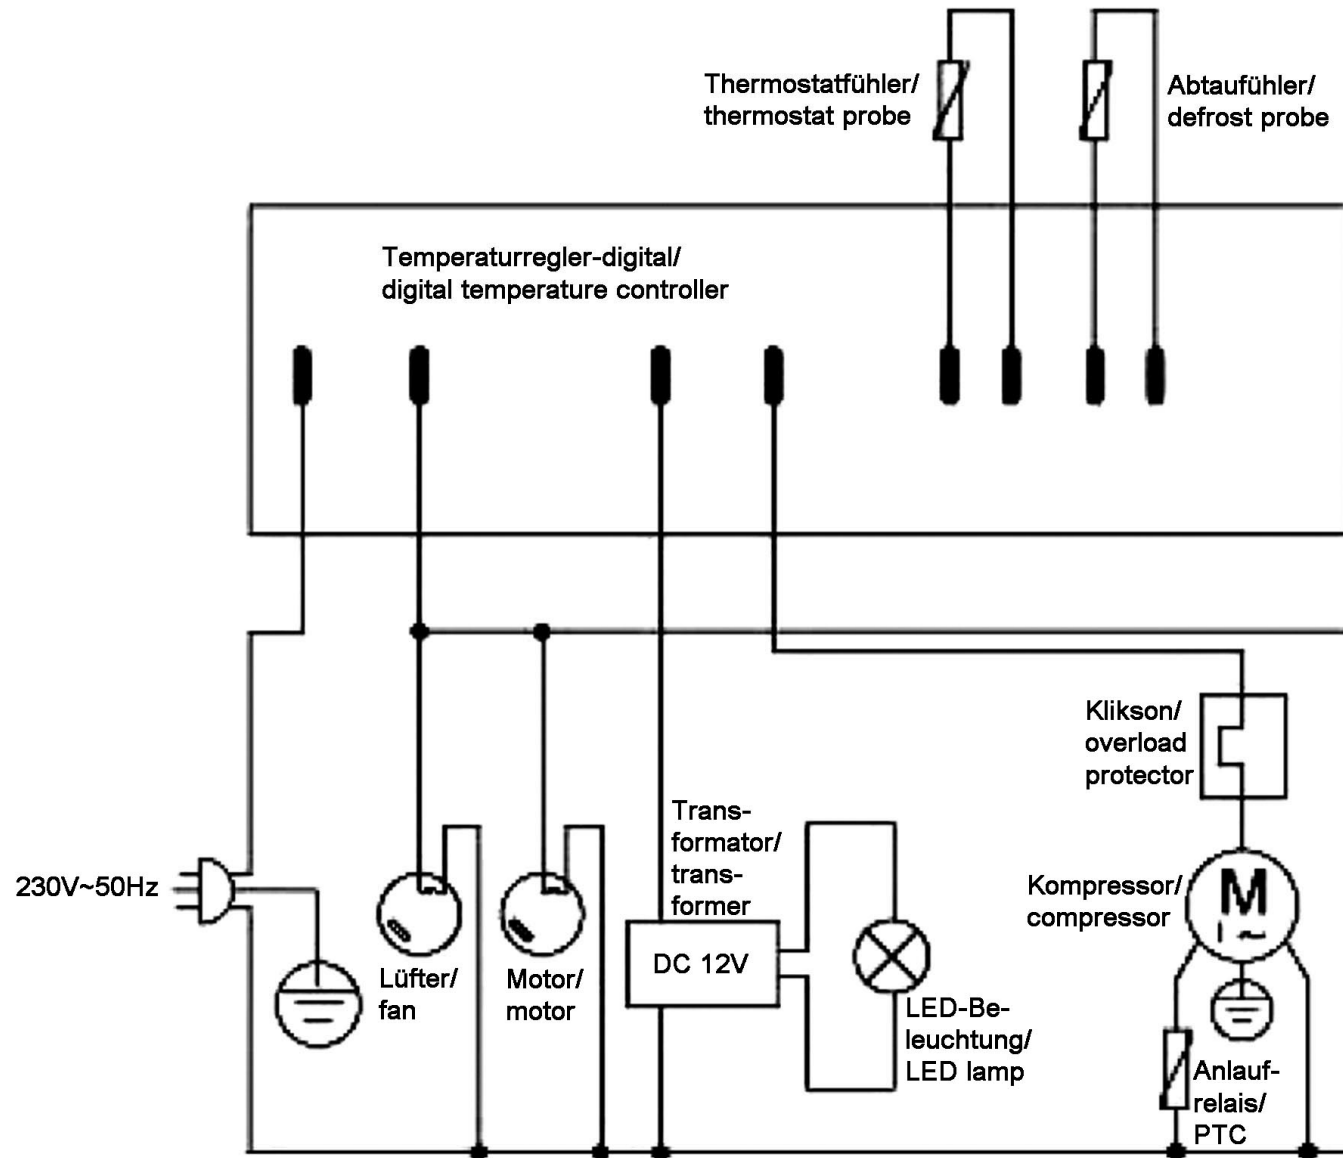 Thermostatfühler/
thermostat probe
Abtaufühler/
defrost probe
Temperaturregler-digital/
digital temperature controller
Klikson/
overload
protector
Trans-
formator/
trans-
former
230V~50Hz
Kompressor/
compressor
M
1 ~
DC 12V
Lüfter/
fan
Motor/
motor
LED-Be-
leuchtung/
LED lamp
Anlauf-
relais/
PTC